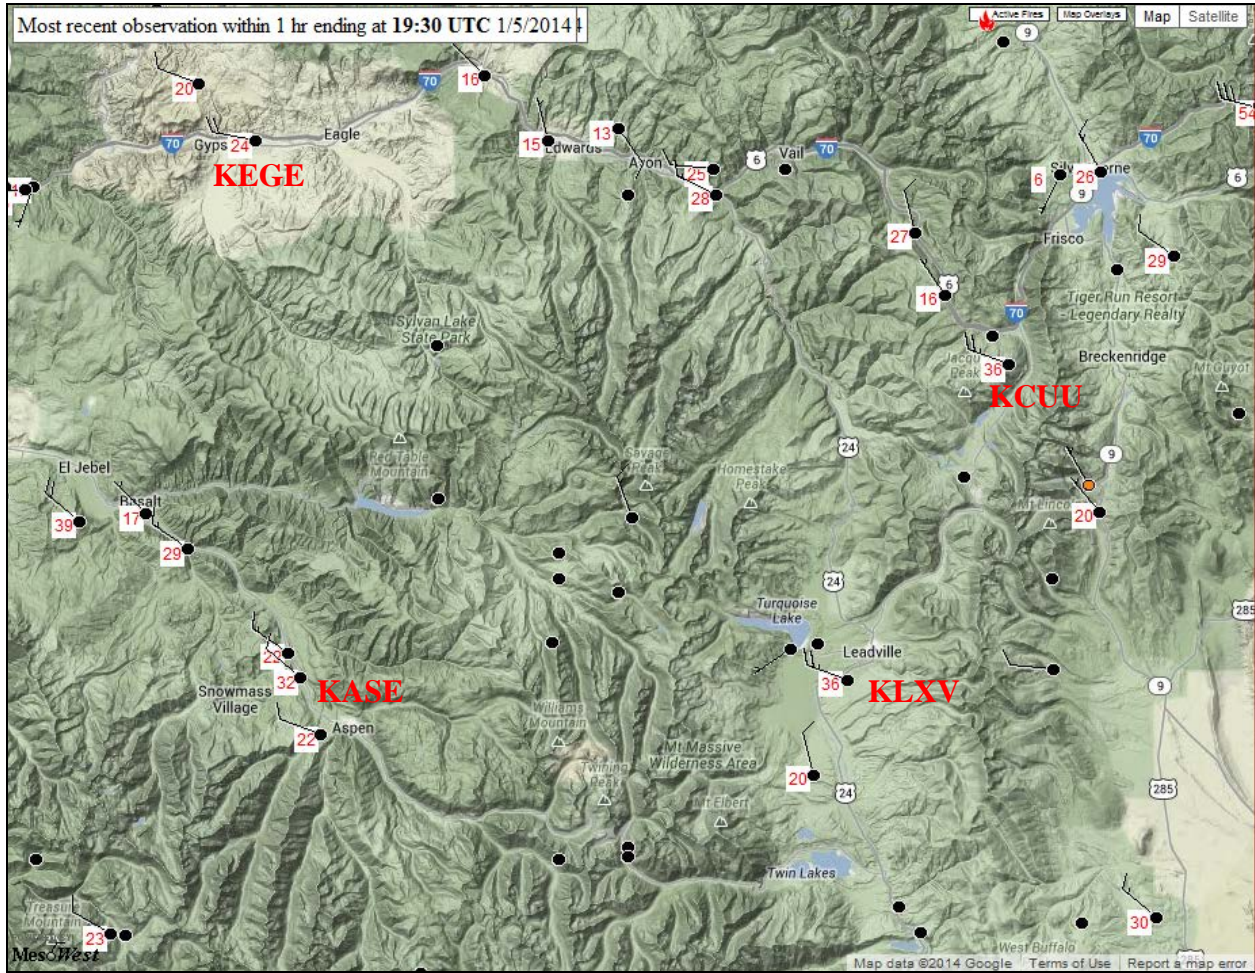 Most recent observation within 1 hr ending at 19:30 UTC 1/5/2014
Active Fires
Map Overlays
Map
Satellite
9
16
70
20
54
13
15
Edwards
Avon
6
Vail
70
70
70
Gyps
24
Eagle
25
28
KEGE
6
Silverthorne
26
9
6
Frisco
27
29
16
6
70
Tiger Run Resort
- Legendary Realty
Sylvan Lake
State Park
Breckenridge
36
Mt Guyot
KCUU
24
9
Red Table
Mountain
Savage
Peak
Homestake
Peak
El Jebel
Basalt
17
39
29
Mt Lincoln
20
24
285
Turquoise
Lake
Leadville
22
32
KASE
36
KLXV
9
Snowmass
Village
22
Aspen
Williams
Mountain
Mt Massive
Wilderness Area
Twining
Peak
20
24
285
Mt Elbert
Twin Lakes
Treasure
Mountain
23
30
West Buffalo
285
MesoWest
Map data ©2014 Google
Terms of Use
Report a map error